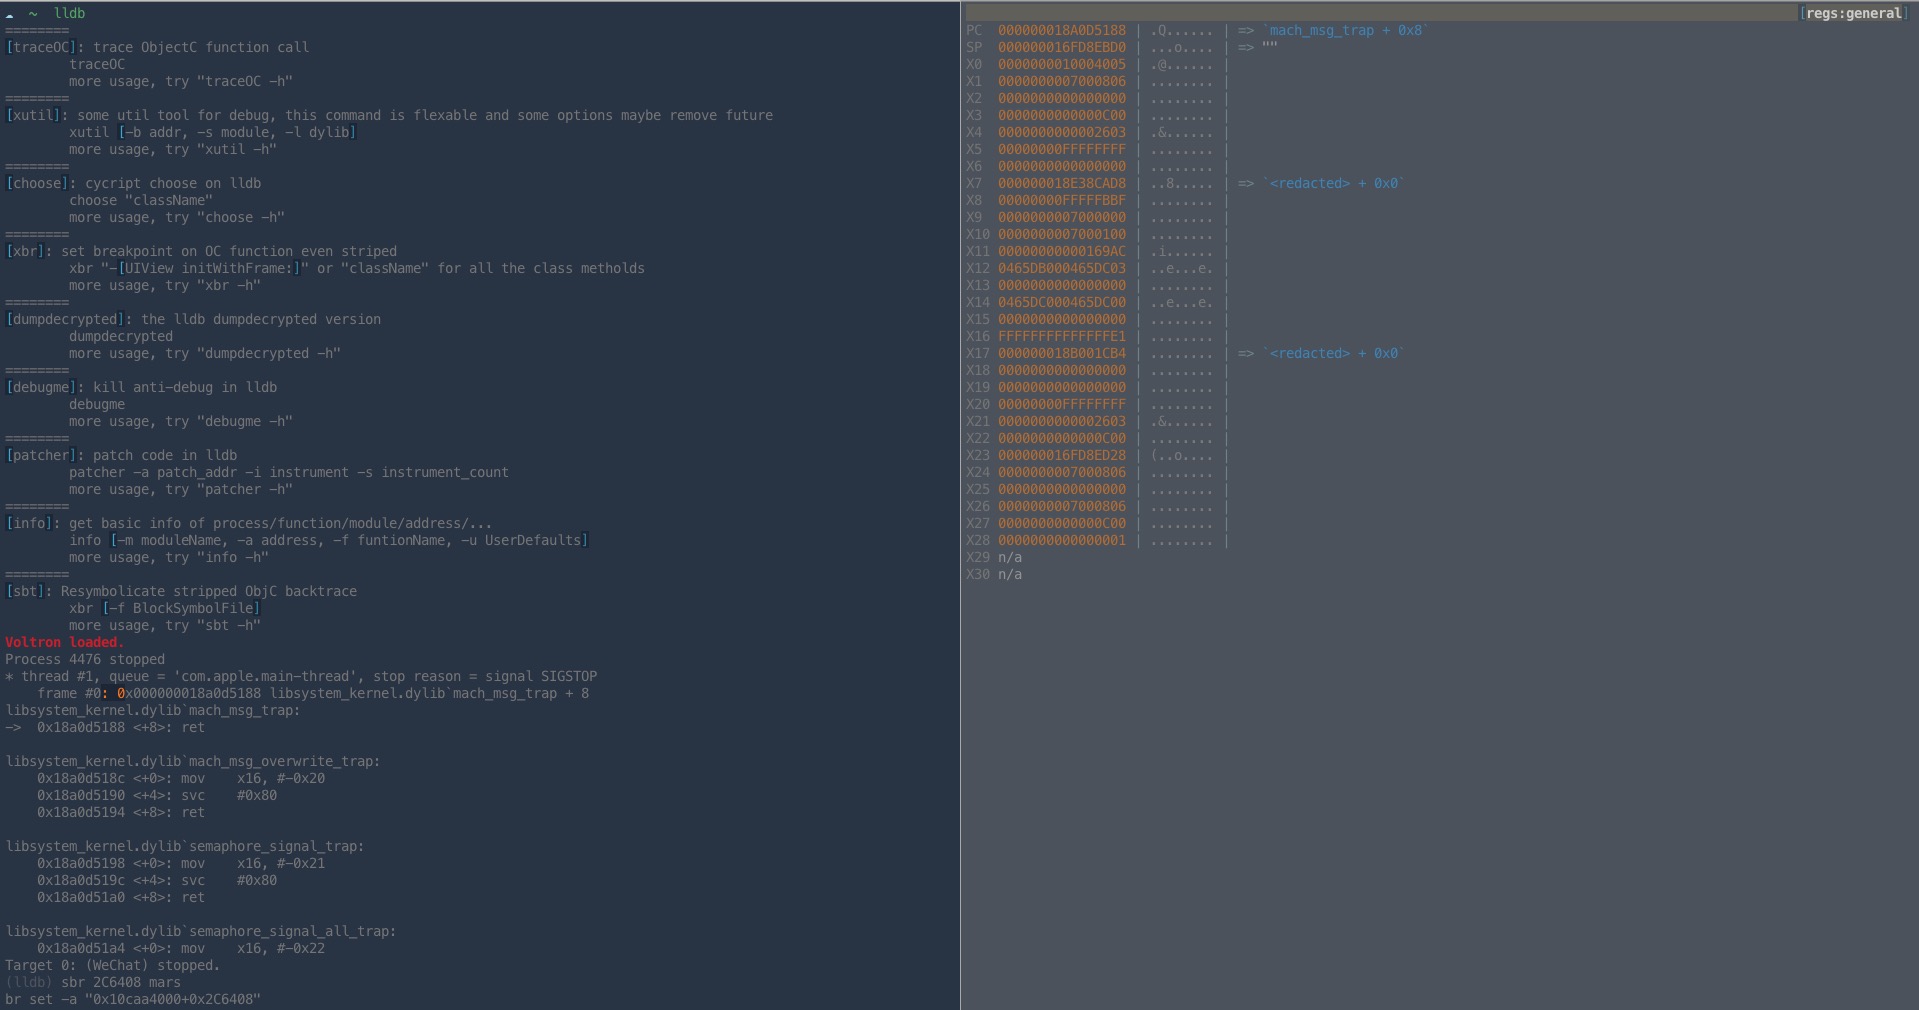 ☁  ~  lldb
========
[traceOC]: trace ObjectC function call
        traceOC
        more usage, try "traceOC -h"
========
[xutil]: some util tool for debug, this command is flexable and some options maybe remove future
        xutil [-b addr, -s module, -l dylib]
        more usage, try "xutil -h"
========
[choose]: cycript choose on lldb
        choose "className"
        more usage, try "choose -h"
========
[xbr]: set breakpoint on OC function even striped
        xbr "-[UIView initWithFrame:]" or "className" for all the class metholds
        more usage, try "xbr -h"
========
[dumpdecrypted]: the lldb dumpdecrypted version
        dumpdecrypted
        more usage, try "dumpdecrypted -h"
========
[debugme]: kill anti-debug in lldb
        debugme
        more usage, try "debugme -h"
========
[patcher]: patch code in lldb
        patcher -a patch_addr -i instrument -s instrument_count
        more usage, try "patcher -h"
========
[info]: get basic info of process/function/module/address/...
        info [-m moduleName, -a address, -f funtionName, -u UserDefaults]
        more usage, try "info -h"
========
[sbt]: Resymbolicate stripped ObjC backtrace
        xbr [-f BlockSymbolFile]
        more usage, try "sbt -h"
Voltron loaded.
Process 4476 stopped
* thread #1, queue = 'com.apple.main-thread', stop reason = signal SIGSTOP
    frame #0: 0x000000018a0d5188 libsystem_kernel.dylib`mach_msg_trap + 8
libsystem_kernel.dylib`mach_msg_trap:
->  0x18a0d5188 <+8>: ret
libsystem_kernel.dylib`mach_msg_overwrite_trap:
    0x18a0d518c <+0>: mov    x16, #-0x20
    0x18a0d5190 <+4>: svc    #0x80
    0x18a0d5194 <+8>: ret
libsystem_kernel.dylib`semaphore_signal_trap:
    0x18a0d5198 <+0>: mov    x16, #-0x21
    0x18a0d519c <+4>: svc    #0x80
    0x18a0d51a0 <+8>: ret
libsystem_kernel.dylib`semaphore_signal_all_trap:
    0x18a0d51a4 <+0>: mov    x16, #-0x22
Target 0: (WeChat) stopped.
(lldb) sbr 2C6408 mars
br set -a "0x10caa4000+0x2C6408"
[regs:general]
PC  000000018A0D5188 | .Q...... | => `mach_msg_trap + 0x8`
SP  000000016FD8EBD0 | ...o.... | => ""
X0  0000000010004005 | .@...... |
X1  0000000007000806 | ........ |
X2  0000000000000000 | ........ |
X3  0000000000000C00 | ........ |
X4  0000000000002603 | .&...... |
X5  00000000FFFFFFFF | ........ |
X6  0000000000000000 | ........ |
X7  000000018E38CAD8 | ..8..... | => `<redacted> + 0x0`
X8  00000000FFFFFBBF | ........ |
X9  0000000007000000 | ........ |
X10 0000000007000100 | ........ |
X11 00000000000169AC | .i...... |
X12 0465DB000465DC03 | ..e...e. |
X13 0000000000000000 | ........ |
X14 0465DC000465DC00 | ..e...e. |
X15 0000000000000000 | ........ |
X16 FFFFFFFFFFFFFFE1 | ........ |
X17 000000018B001CB4 | ........ | => `<redacted> + 0x0`
X18 0000000000000000 | ........ |
X19 0000000000000000 | ........ |
X20 00000000FFFFFFFF | ........ |
X21 0000000000002603 | .&...... |
X22 0000000000000C00 | ........ |
X23 000000016FD8ED28 | (..o.... |
X24 0000000007000806 | ........ |
X25 0000000000000000 | ........ |
X26 0000000007000806 | ........ |
X27 0000000000000C00 | ........ |
X28 0000000000000001 | ........ |
X29 n/a
X30 n/a